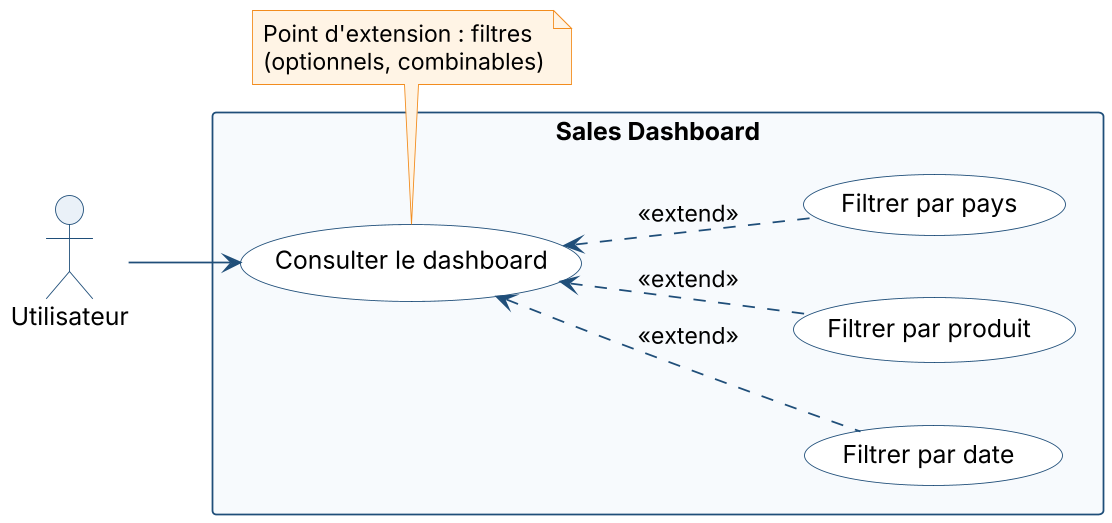 Point d'extension : filtres
(optionnels, combinables)
Sales Dashboard
Filtrer par pays
«extend»
Consulter le dashboard
«extend»
Utilisateur
Filtrer par produit
«extend»
Filtrer par date